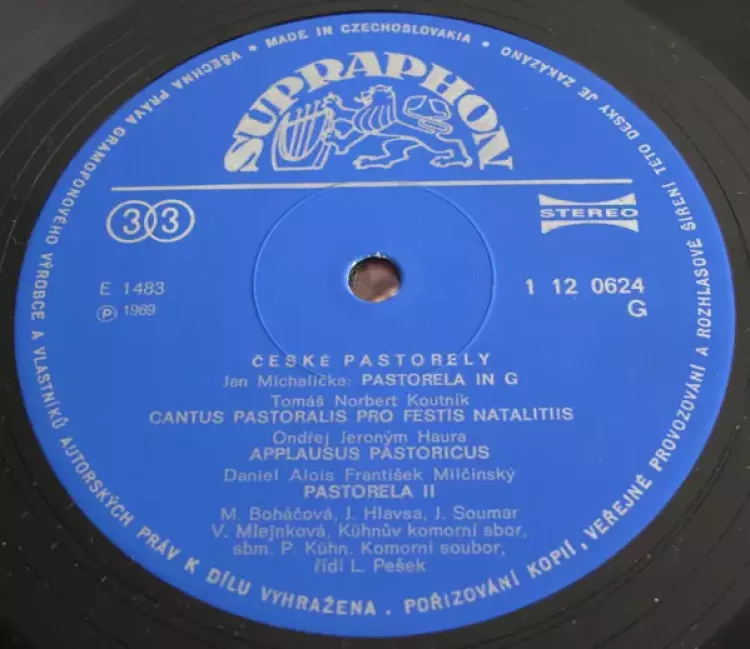 VŠECHNA PRÁVA GRAMOFONOVÉHO VÝROBCE A VLASTNÍKŮ AUTORSKÝCH PRÁV K DÍLU VYHRAŽENA. POŘIZOVÁNÍ KOPIÍ, VEŘEJNÉ PROVOZOVÁNÍ A ROZHLASOVÉ ŠÍŘENÍ TÉTO DESKY JE ZAKÁZÁNO
• MADE IN CZECHOSLOVAKIA •
SUPRAPHON
33
STEREO
E 1483
1 12 0624
Ⓟ 1969
G
ČESKÉ PASTORELY
Jan Michalička: PASTORELA IN G
Tomáš Norbert Koutník
CANTUS PASTORALIS PRO FESTIS NATALITIIS
Ondřej Jeroným Haura
APPLAUSUS PASTORICUS
Daniel Alois František Milčinský
PASTORELA II
M. Boháčová, J. Hlavsa, J. Soumar
V. Mlejnková, Kühnův komorní sbor,
sbm. P. Kühn. Komorní soubor,
řídí L. Pešek